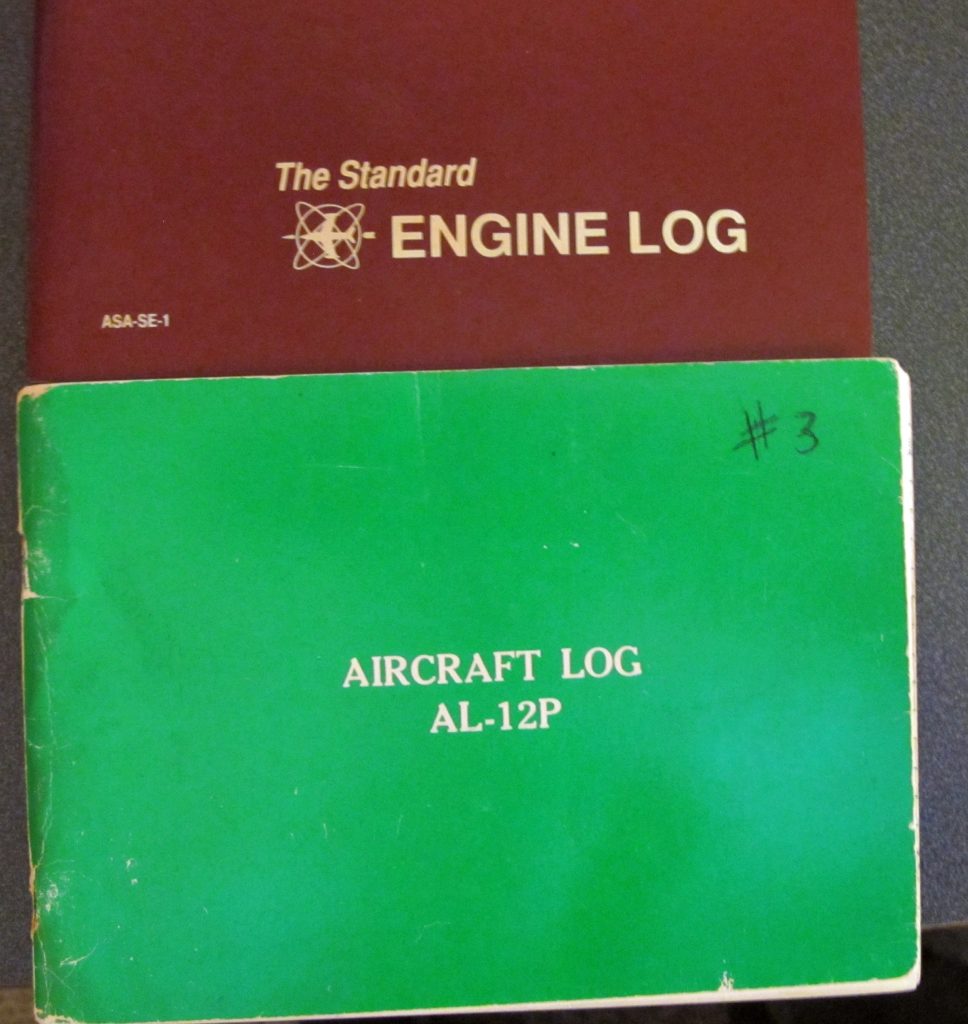 The Standard
ENGINE LOG
ASA-SE-1
# 3
AIRCRAFT LOG
AL-12P